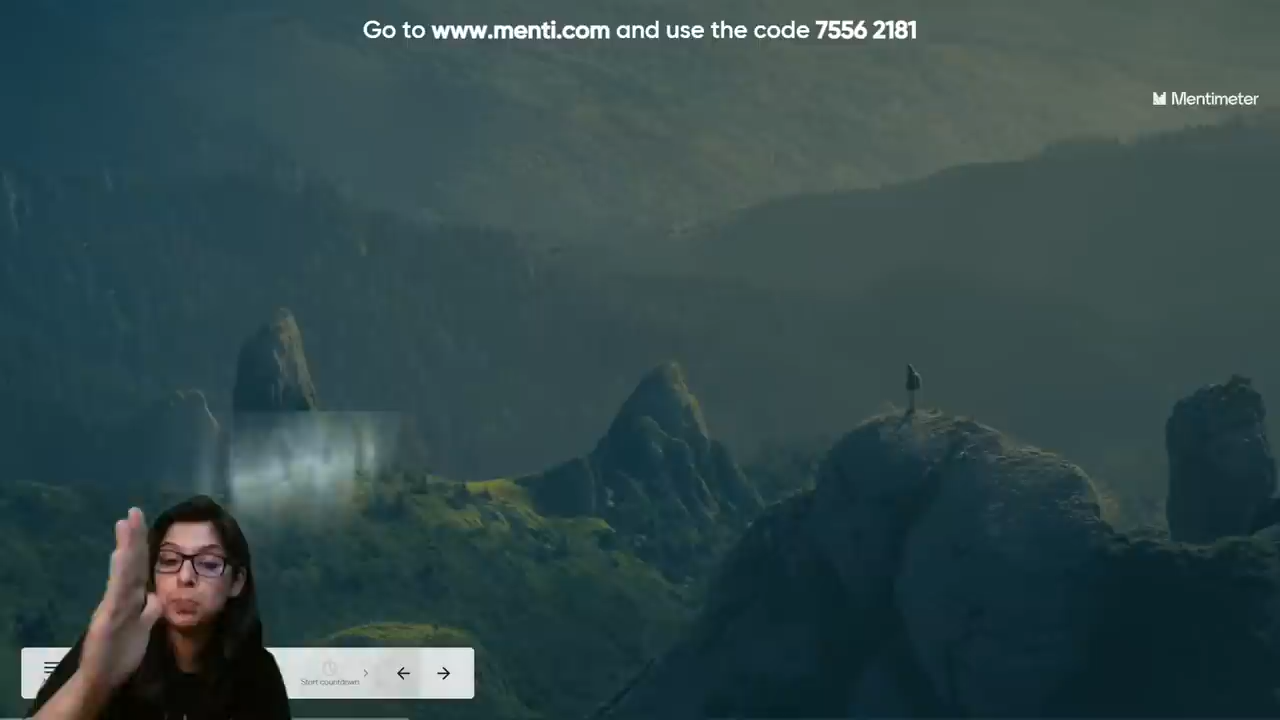 Go to www.menti.com and use the code 7556 2181
Mentimeter
Start countdown